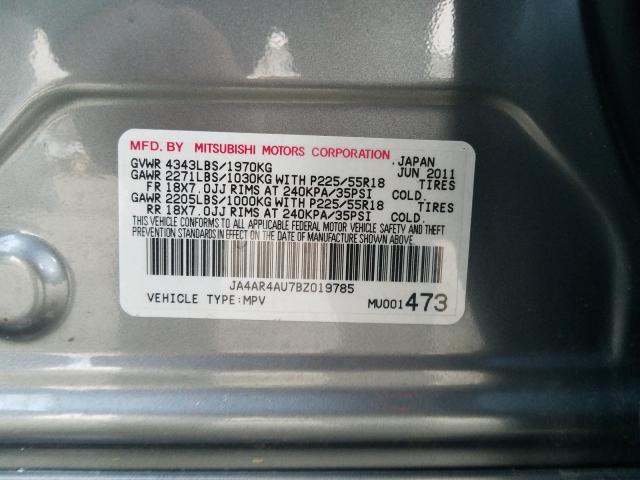 MFD. BY MITSUBISHI MOTORS CORPORATION. JAPAN
GVWR 4343LBS/1970KG JUN 2011
GAWR 2271LBS/1030KG WITH P225/55R18 TIRES
FR 18X7.0JJ RIMS AT 240KPA/35PSI COLD.
GAWR 2205LBS/1000KG WITH P225/55R18 TIRES
RR 18X7.0JJ RIMS AT 240KPA/35PSI COLD.
THIS VEHICLE CONFORMS TO ALL APPLICABLE FEDERAL MOTOR VEHICLE SAFETY AND THEFT
PREVENTION STANDARDS IN EFFECT ON THE DATE OF MANUFACTURE SHOWN ABOVE.
JA4AR4AU7BZ019785
VEHICLE TYPE:MPV MU001473